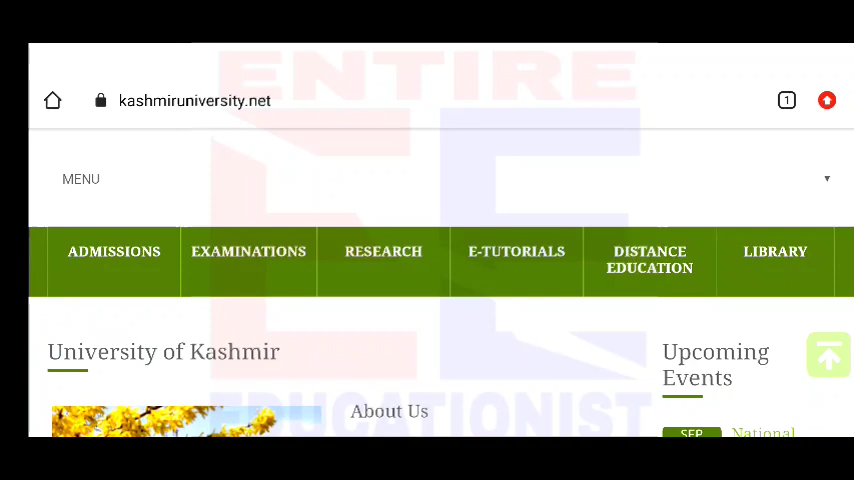 ENTIRE
kashmiruniversity.net
1
MENU
ADMISSIONS
EXAMINATIONS
RESEARCH
E-TUTORIALS
DISTANCE
EDUCATION
LIBRARY
University of Kashmir
Upcoming
Events
About Us
EDUCATIONIST
SEP
National